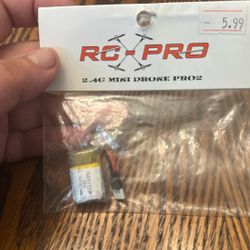 RC PRO
2.4G MINI DRONE PRO2
5.99